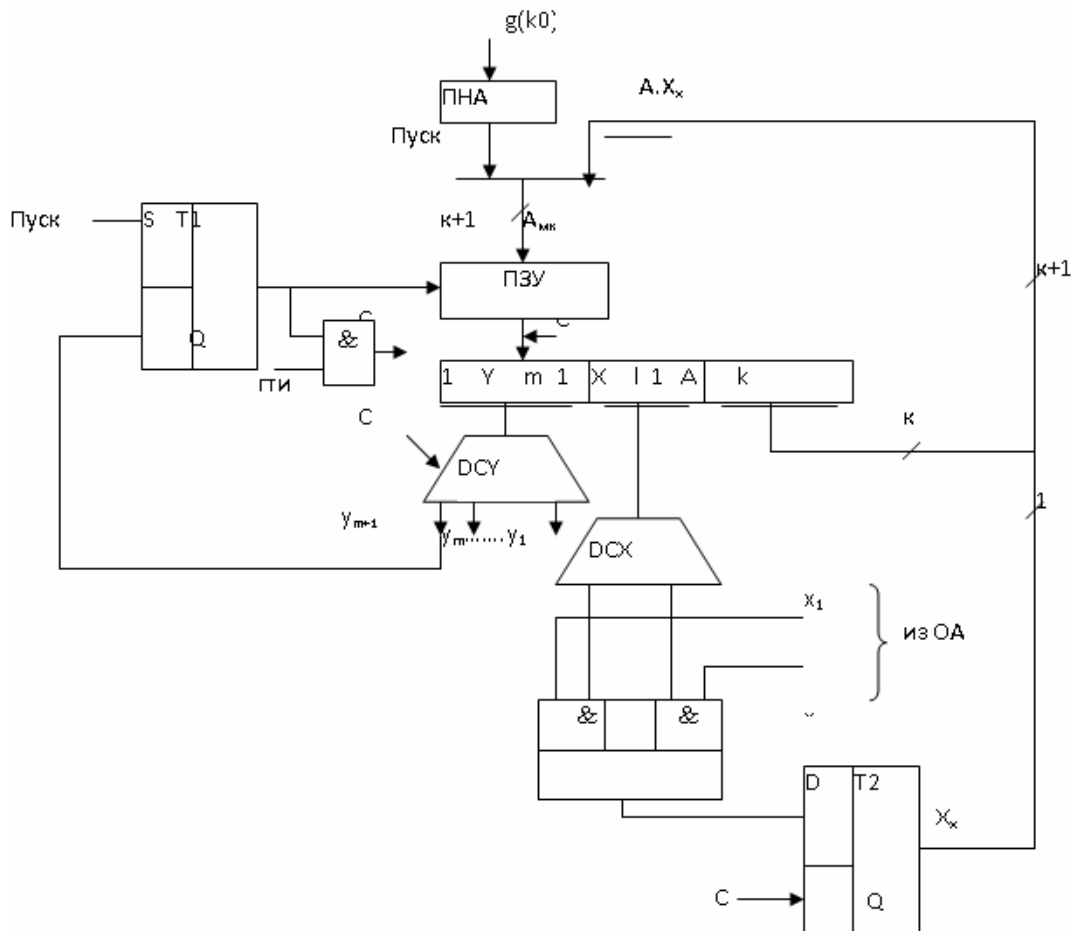 g(k0)
ПНА
A.Xₓ
Пуск
Пуск
S T1
к+1
Aмк
к+1
ПЗУ
Q
&
ГТИ
1 Y m 1 X l 1 A k
C
к
DCY
1
ym+1
ym....... y1
DCX
x1
из ОА
& &
D T2
Xₓ
C
Q